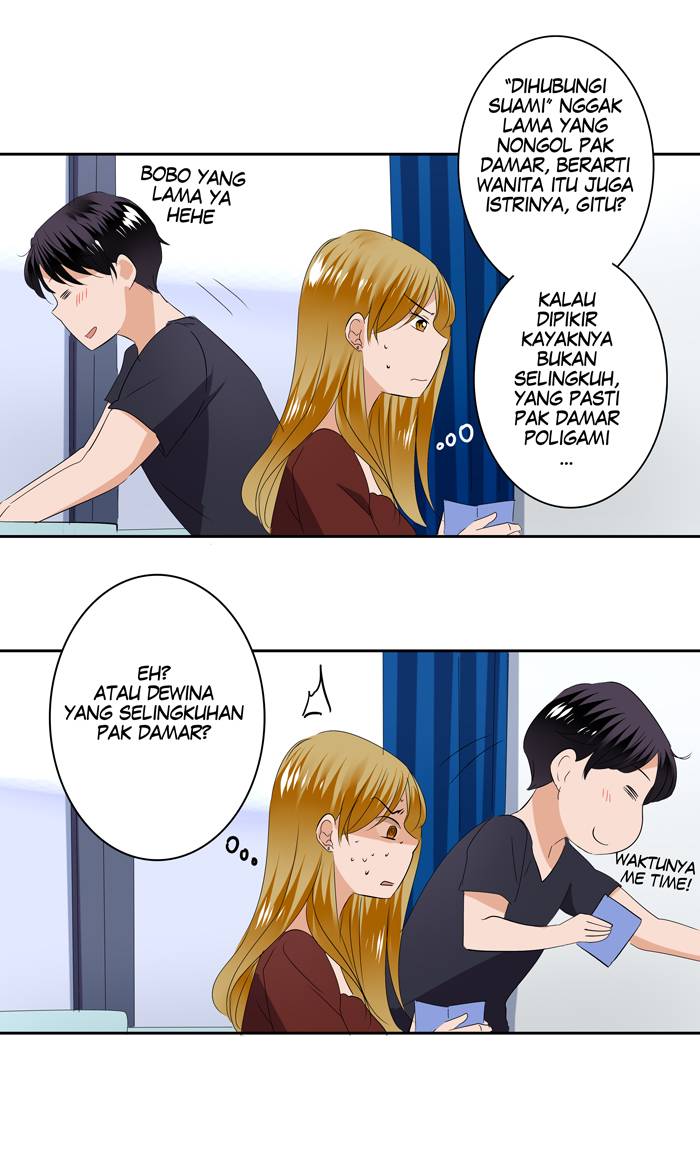 "DIHUBUNGI
SUAMI" NGGAK
LAMA YANG
NONGOL PAK
DAMAR, BERARTI
WANITA ITU JUGA
ISTRINYA, GITU?
BOBO YANG
LAMA YA
HEHE
KALAU
DIPIKIR
KAYAKNYA
BUKAN
SELINGKUH,
YANG PASTI
PAK DAMAR
POLIGAMI
...
EH?
ATAU DEWINA
YANG SELINGKUHAN
PAK DAMAR?
WAKTUNYA
ME TIME!